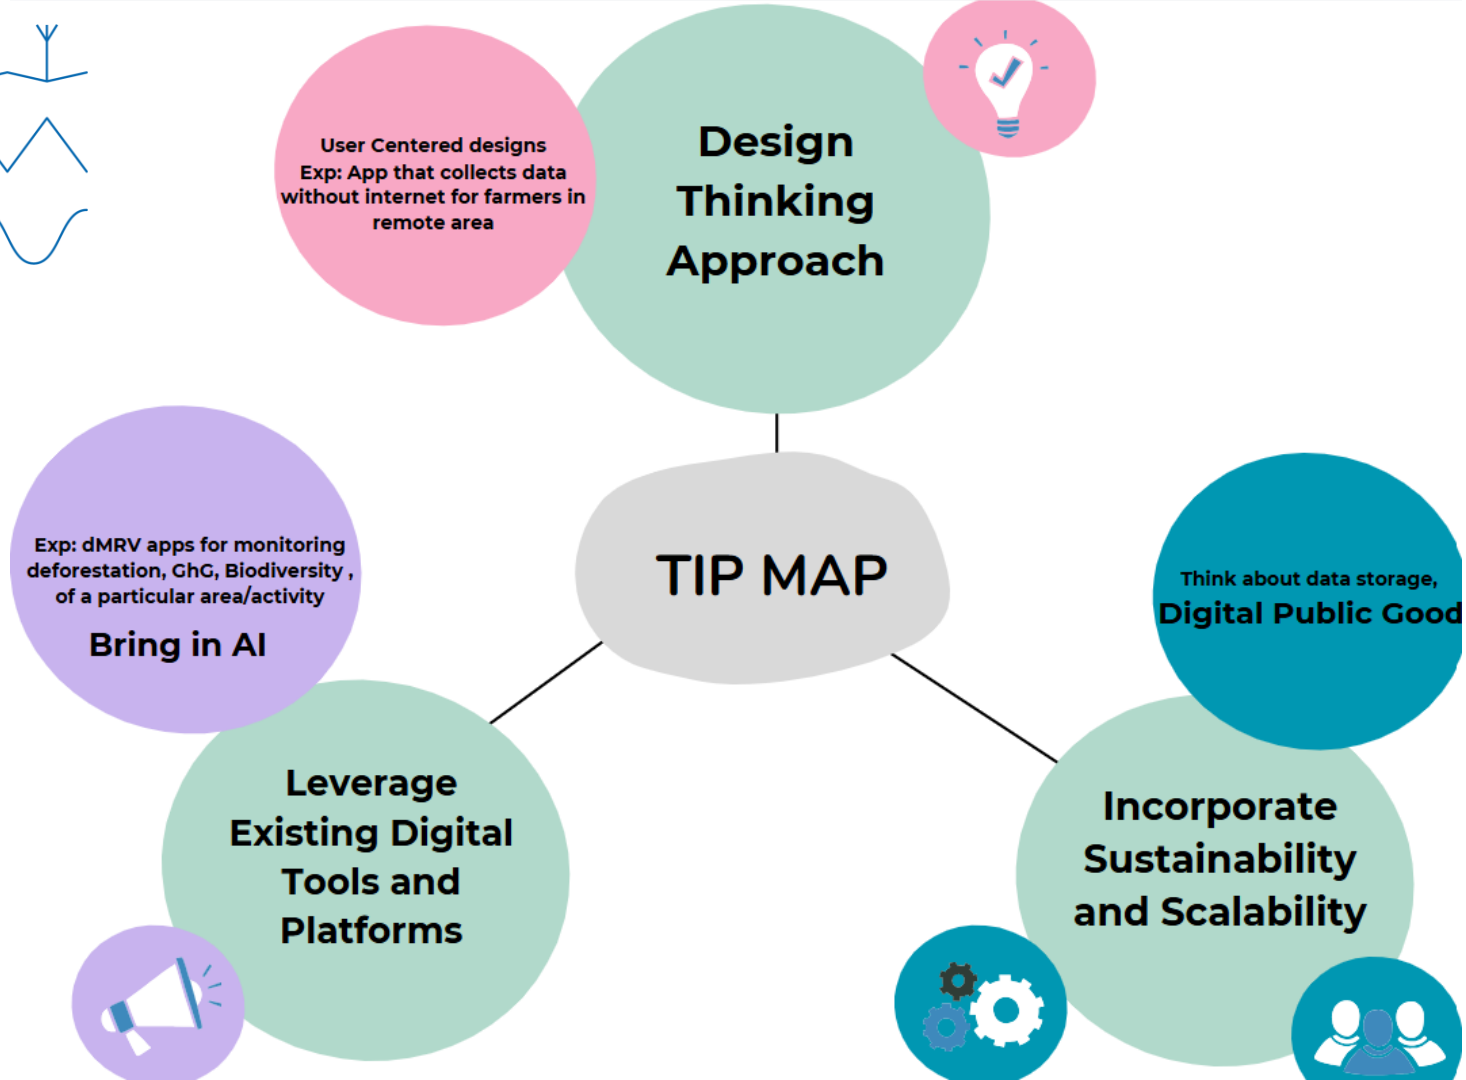 User Centered designs
Exp: App that collects data
without internet for farmers in
remote area
Design
Thinking
Approach
TIP MAP
Exp: dMRV apps for monitoring
deforestation, GhG, Biodiversity ,
of a particular area/activity
Bring in AI
Think about data storage,
Digital Public Good
Leverage
Existing Digital
Tools and
Platforms
Incorporate
Sustainability
and Scalability